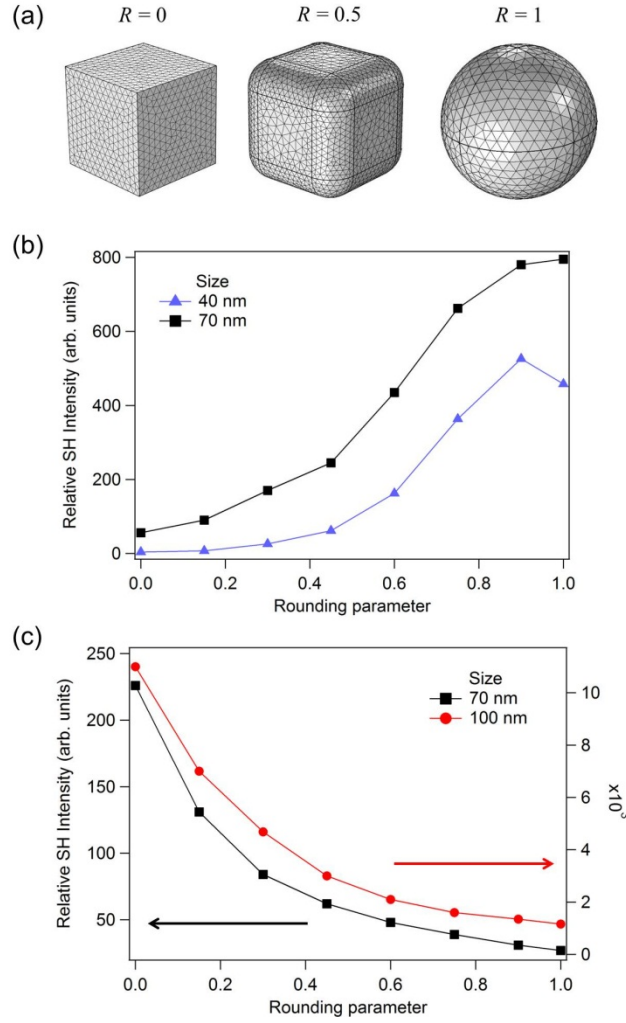 (a)
R = 0
R = 0.5
R = 1
(b)
Relative SH Intensity (arb. units)
800
600
400
200
0
Size
40 nm
70 nm
0.0 0.2 0.4 0.6 0.8 1.0
Rounding parameter
(c)
Relative SH Intensity (arb. units)
250
200
150
100
50
Size
70 nm
100 nm
10
8
6
4
2
0
x10³
0.0 0.2 0.4 0.6 0.8 1.0
Rounding parameter